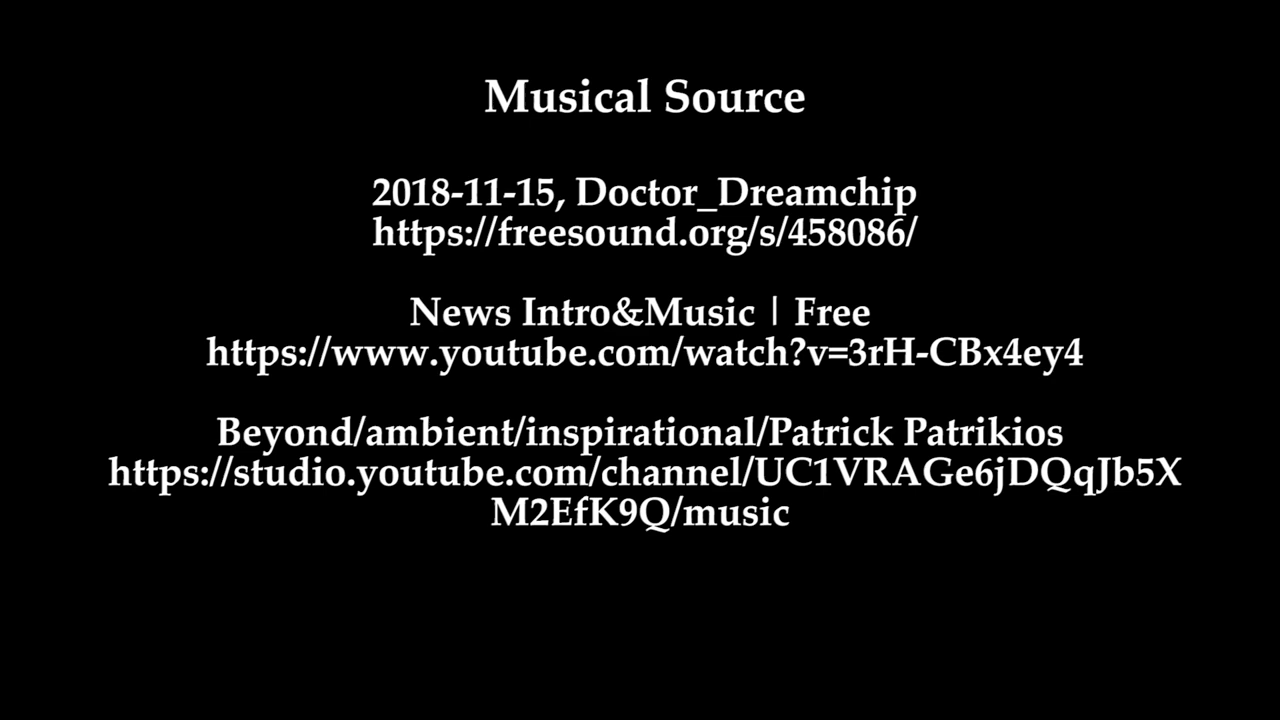 Musical Source
2018-11-15, Doctor_Dreamchip
https://freesound.org/s/458086/
News Intro&Music | Free
https://www.youtube.com/watch?v=3rH-CBx4ey4
Beyond/ambient/inspirational/Patrick Patrikios
https://studio.youtube.com/channel/UC1VRAGe6jDQqJb5X
M2EfK9Q/music